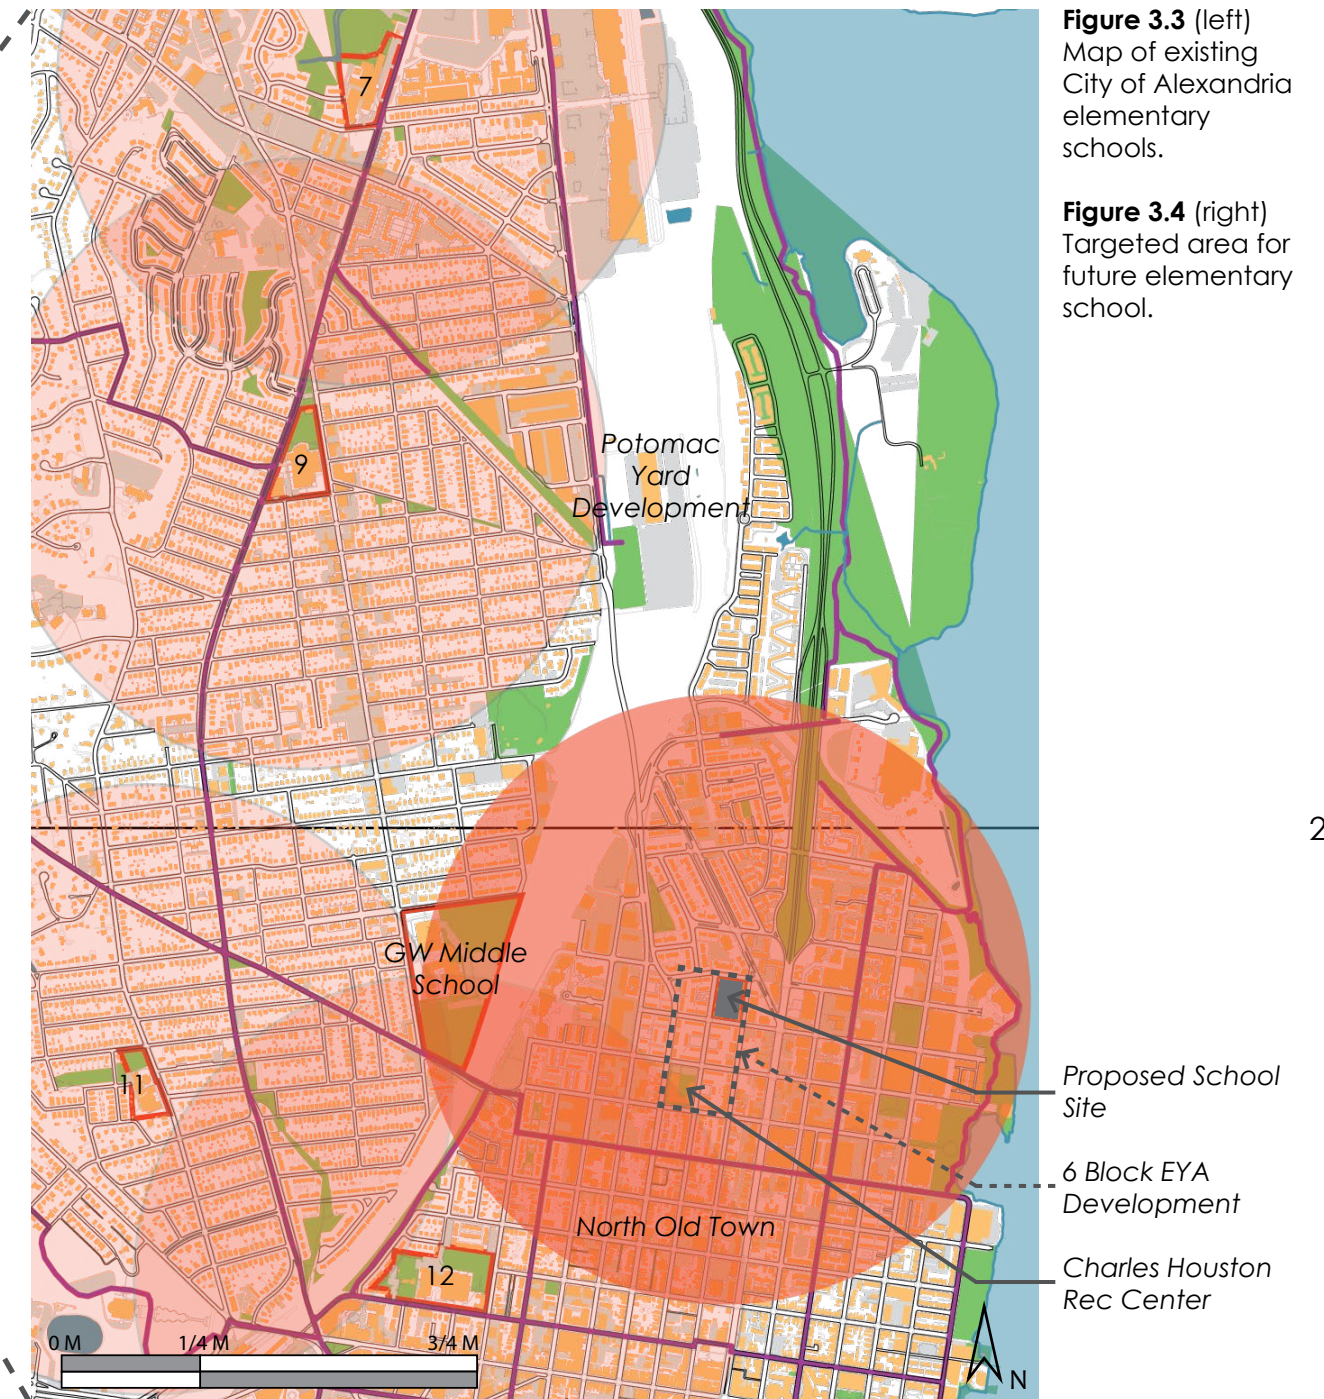 Figure 3.3 (left)
Map of existing
City of Alexandria
elementary
schools.
Figure 3.4 (right)
Targeted area for
future elementary
school.
7
9
Potomac
Yard
Development
2
GW Middle
School
11
Proposed School
Site
6 Block EYA
Development
North Old Town
12
Charles Houston
Rec Center
0 M 1/4 M 3/4 M
N